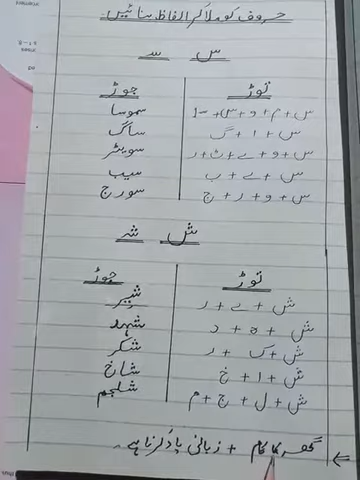 حروف کو ملا کر الفاظ بنائیں۔
س سـ
توڑ جوڑ
س + م + و + س + ا سموسا
س + ا + گ ساگ
س + و + ے + ٹ + ر سویٹر
س + ے + ب سیب
س + و + ر + ج سورج
ش شـ
توڑ جوڑ
ش + ے + ر شیر
ش + ہ + د شہد
ش + ک + ر شکر
ش + ا + خ شاخ
ش + ل + ج + م شلجم
گھر کا کام + زبانی یاد کرنا ہے۔